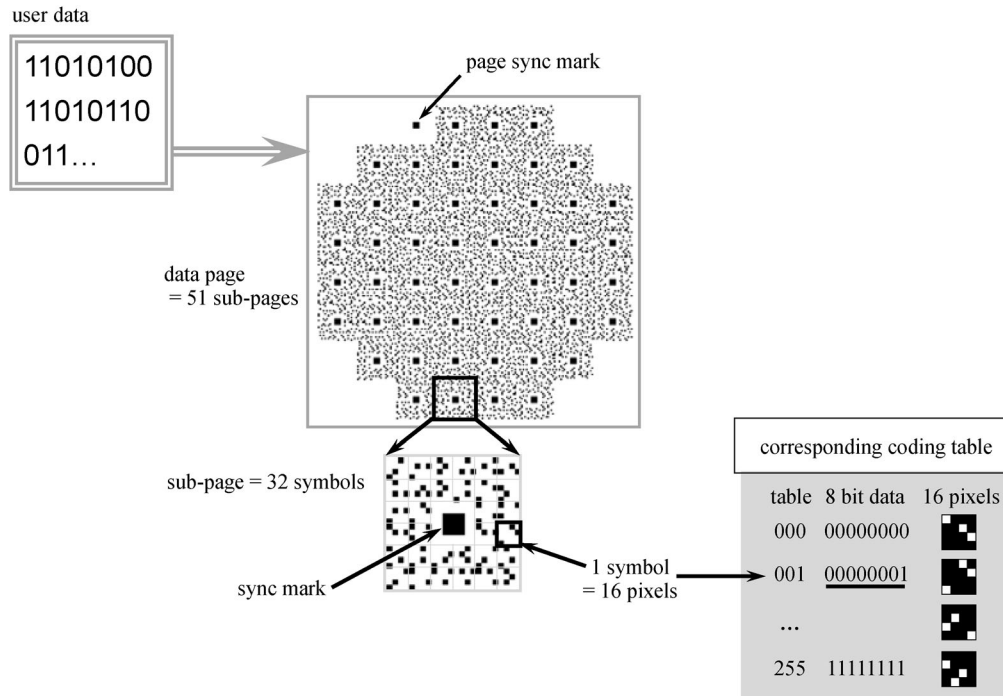 user data
11010100
11010110
011...
page sync mark
data page
= 51 sub-pages
sub-page = 32 symbols
sync mark
1 symbol
= 16 pixels
corresponding coding table
table 8 bit data 16 pixels
000 00000000
001 00000001
...
255 11111111